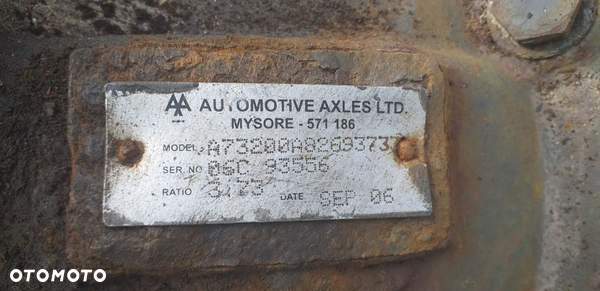 AA AUTOMOTIVE AXLES LTD.
MYSORE - 571 186
MODEL A73200A8269373
SER NO 06C 93556
RATIO 3.73 DATE SEP 06
OTOMOTO